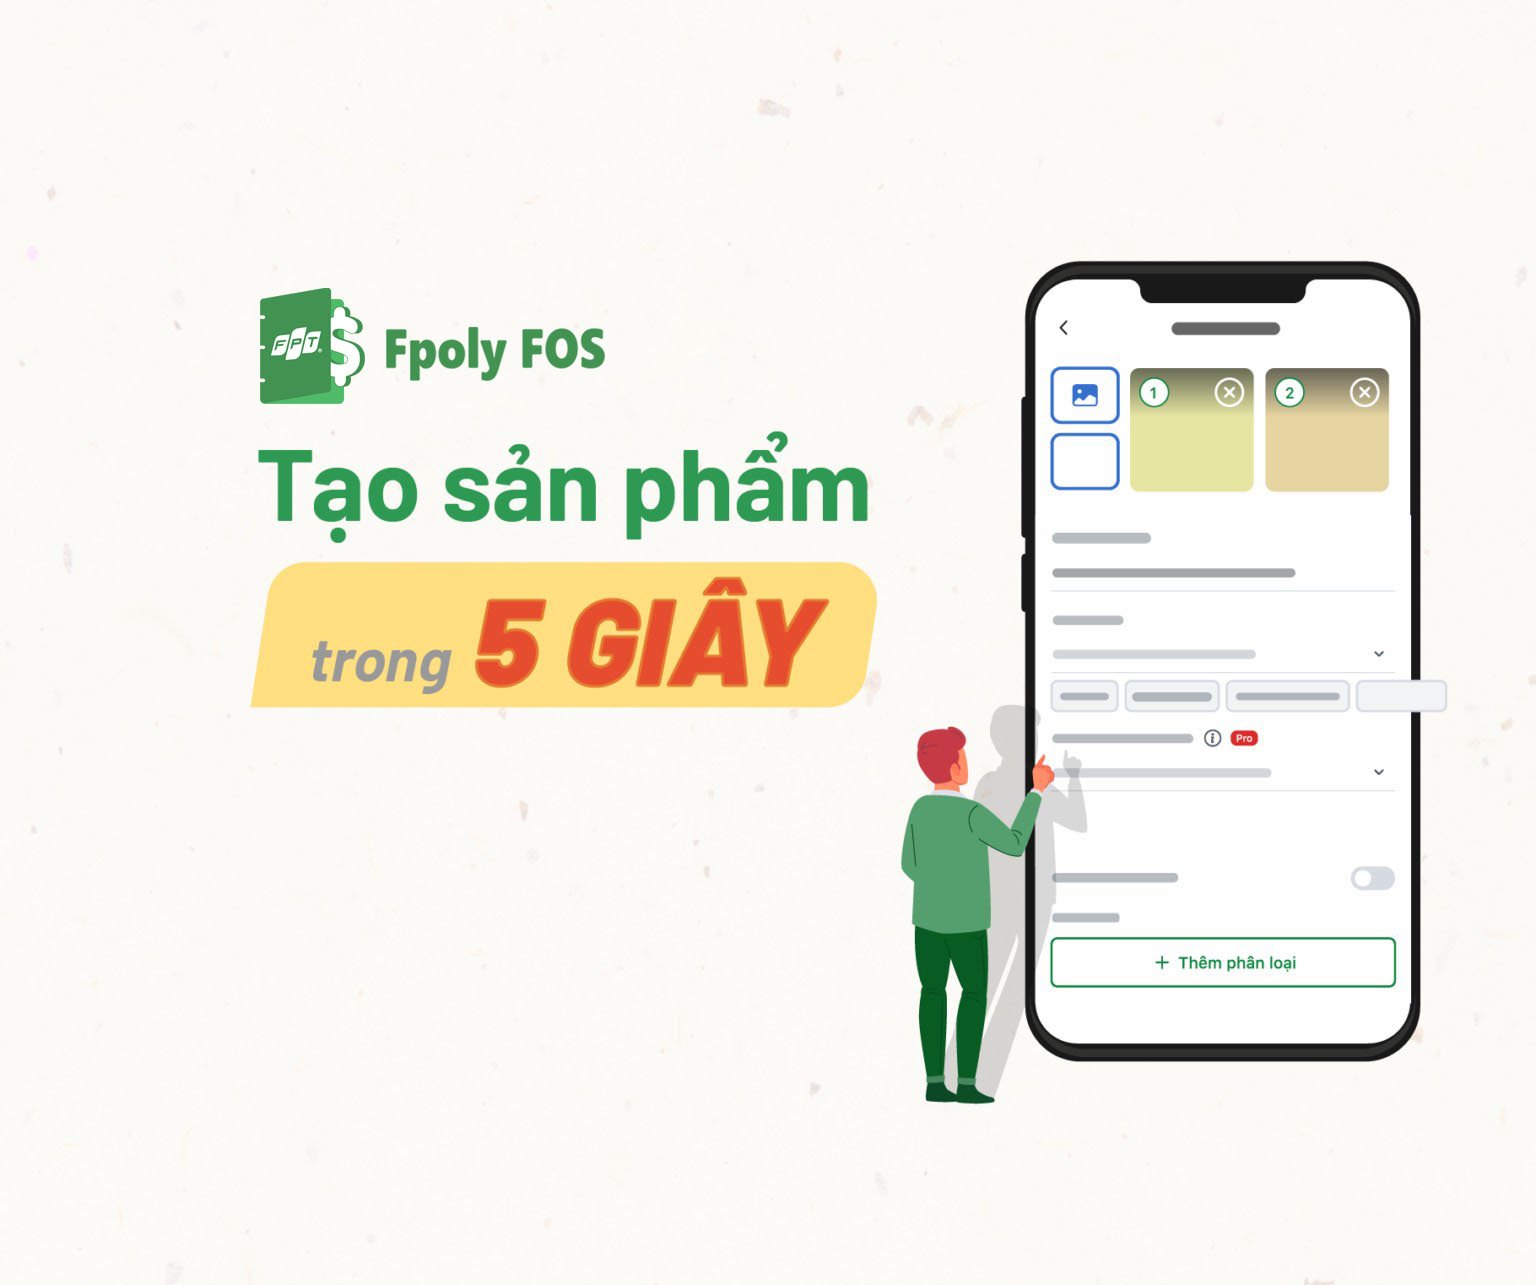 FPT
Fpoly FOS
Tạo sản phẩm
trong 5 GIÂY
1
2
Pro
+ Thêm phân loại